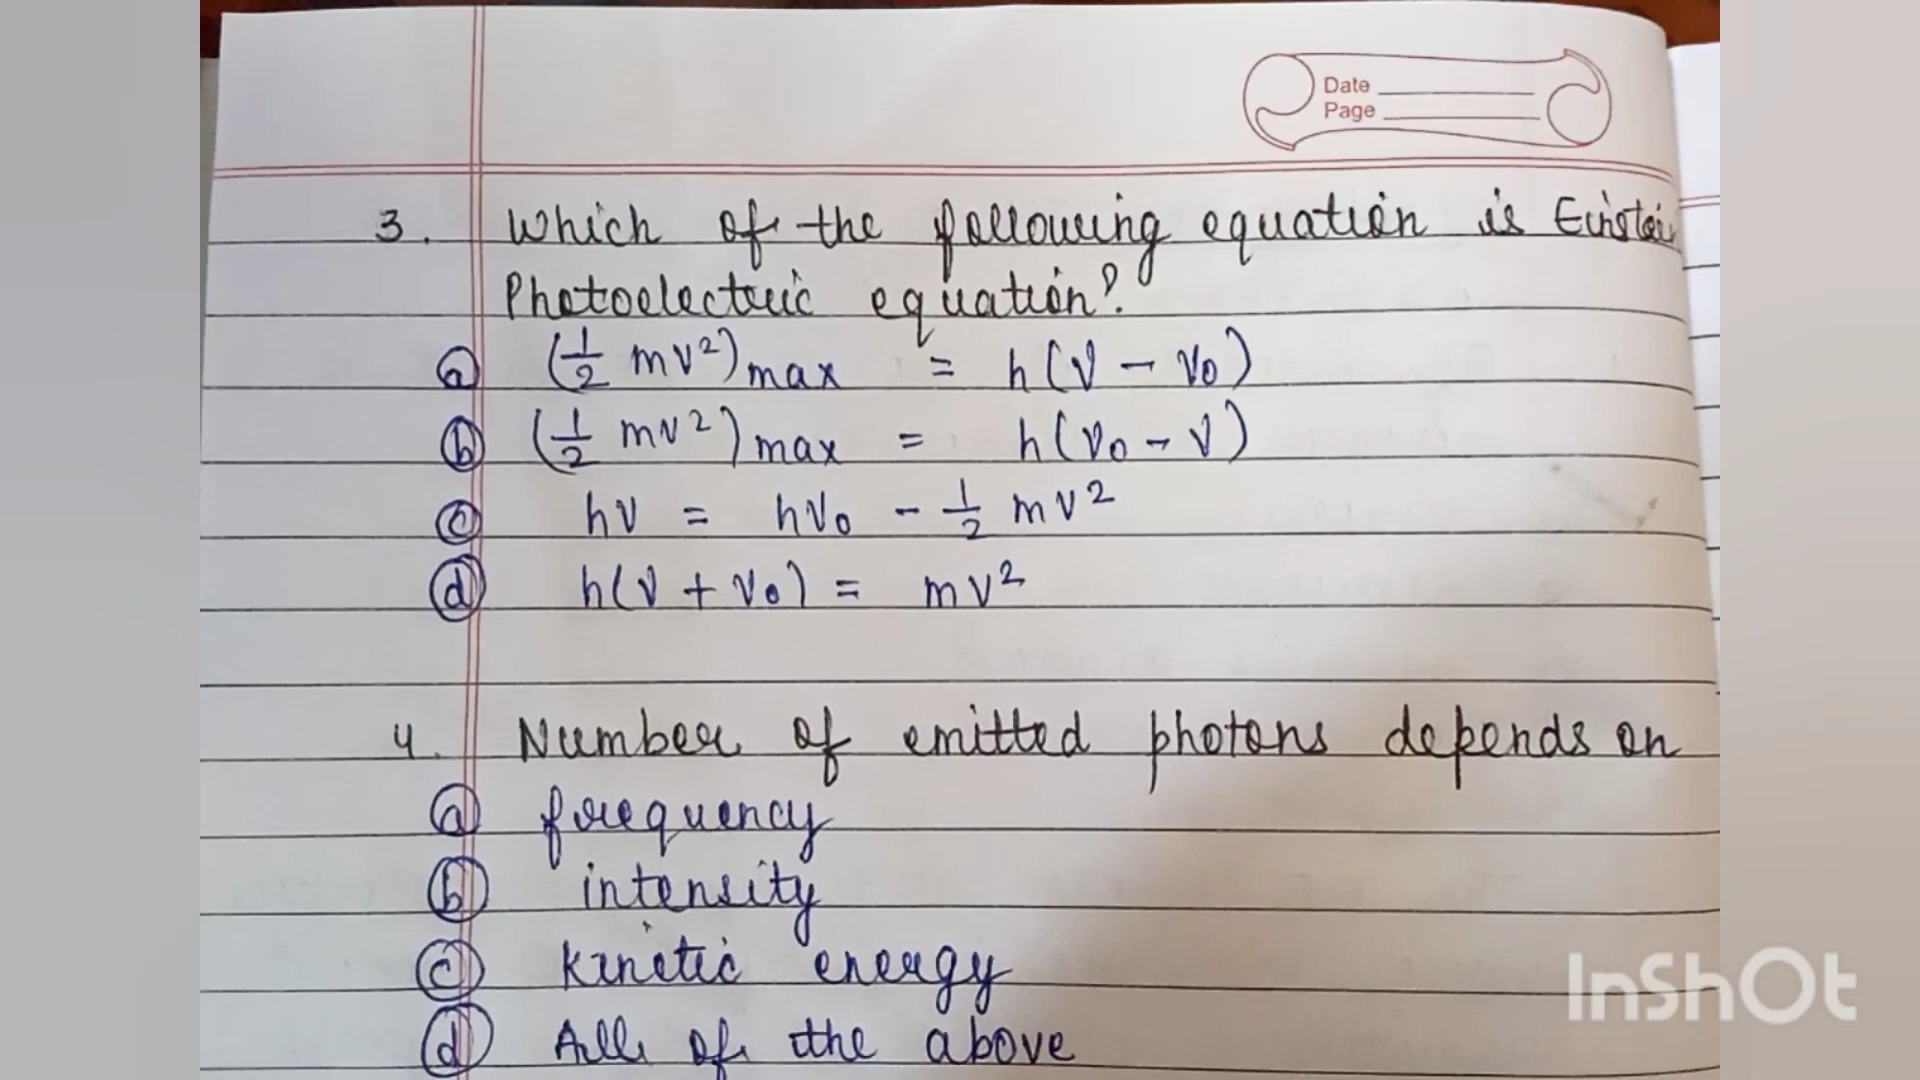 Date
Page
3. Which of the following equation is Einstei
Photoelectric equation?
(a) (1/2 mv²)max = h(ν - ν₀)
(b) (1/2 mv²)max = h(ν₀ - ν)
(c) hν = hν₀ - 1/2 mv²
(d) h(ν + ν₀) = mv²
4. Number of emitted photons depends on
(a) frequency
(b) intensity
(c) kinetic energy
(d) All of the above
InShOt